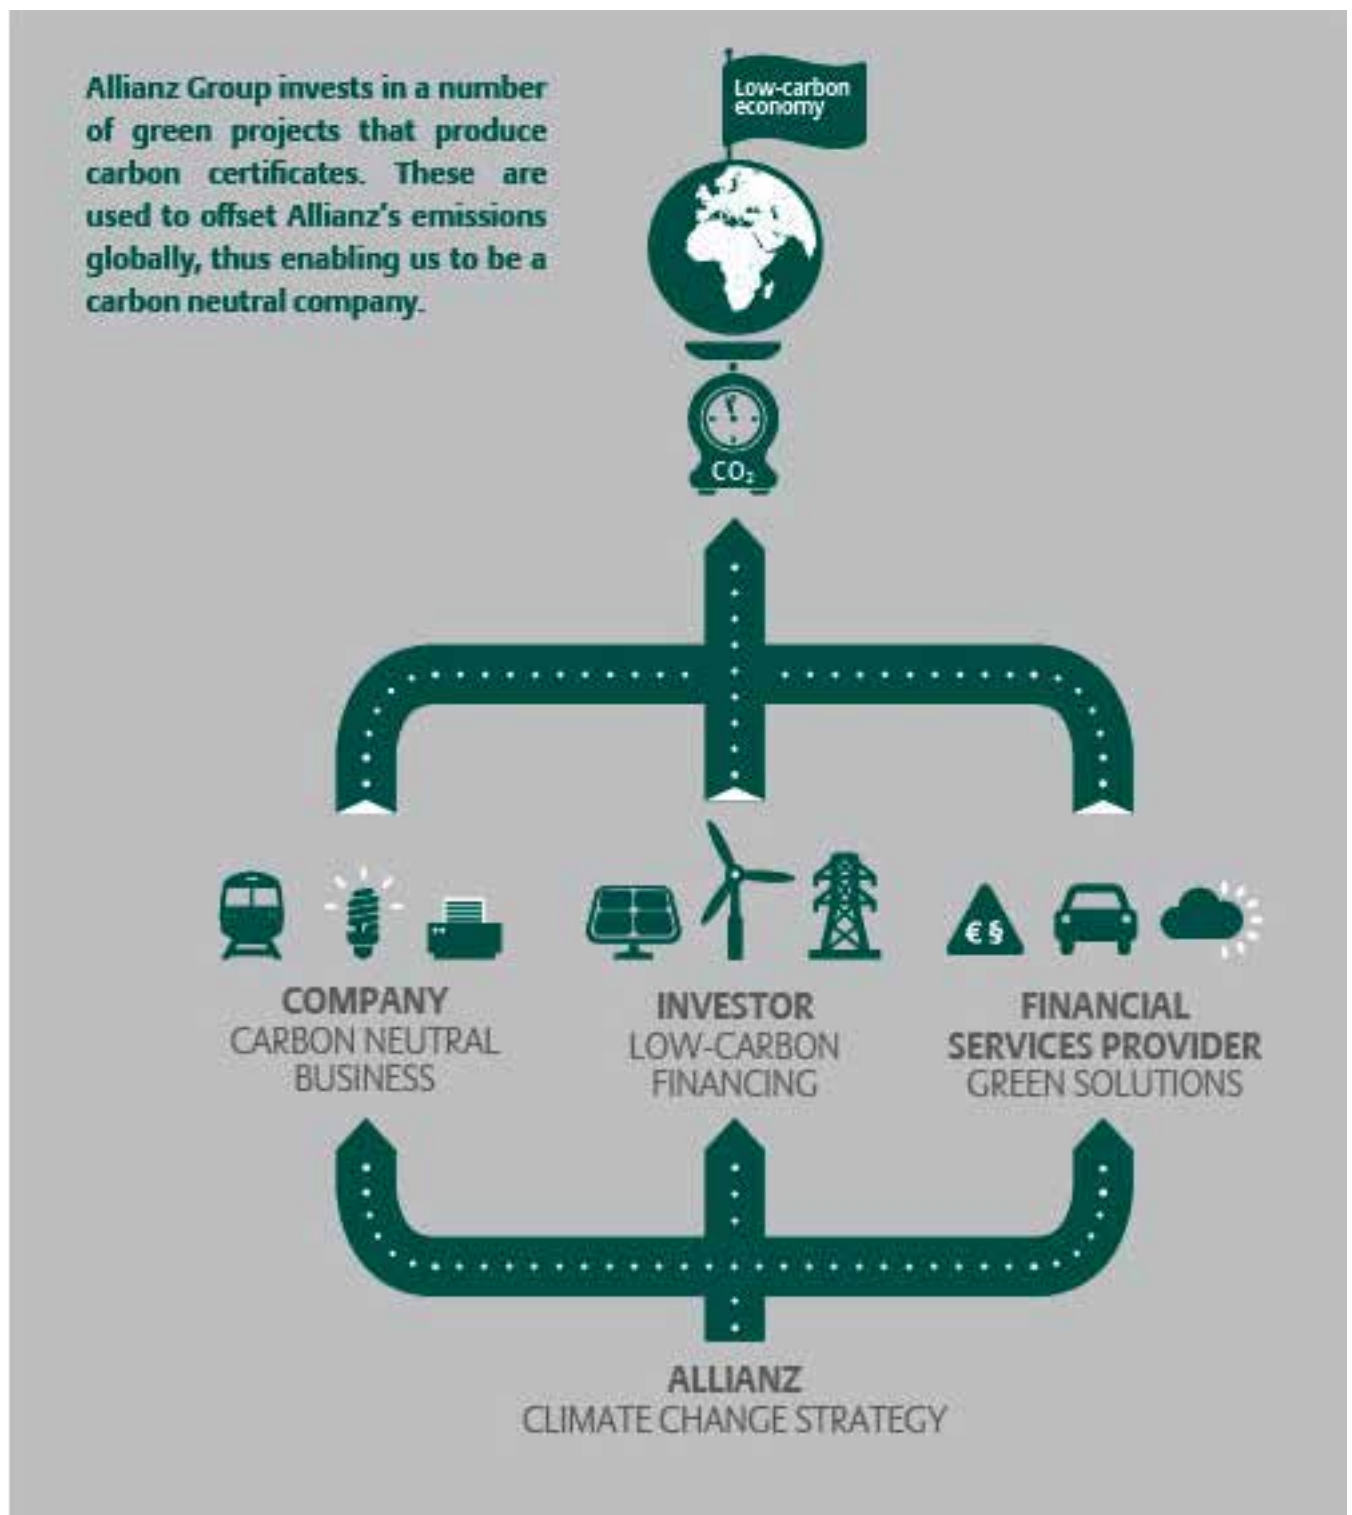 Allianz Group invests in a number
of green projects that produce
carbon certificates. These are
used to offset Allianz's emissions
globally, thus enabling us to be a
carbon neutral company.
Low-carbon
economy
CO₂
€ §
COMPANY
CARBON NEUTRAL
BUSINESS
INVESTOR
LOW-CARBON
FINANCING
FINANCIAL
SERVICES PROVIDER
GREEN SOLUTIONS
ALLIANZ
CLIMATE CHANGE STRATEGY